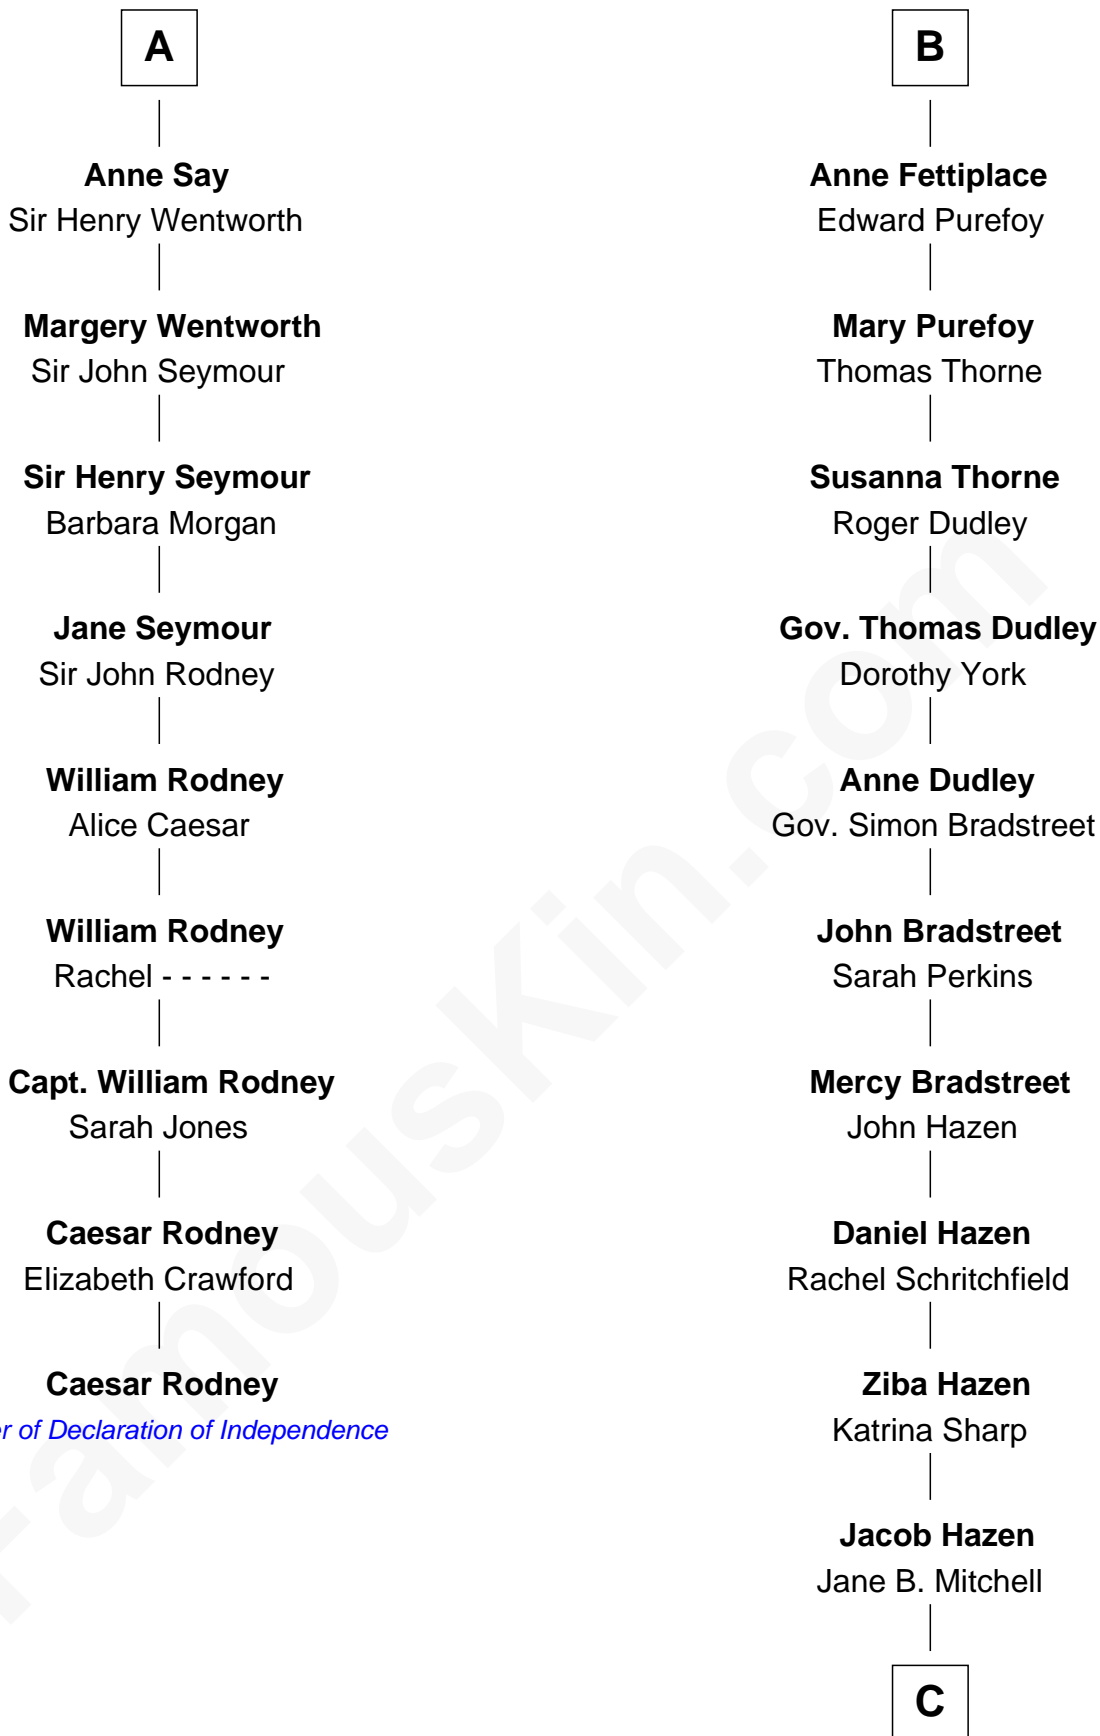 A
Anne Say
Sir Henry Wentworth
Margery Wentworth
Sir John Seymour
Sir Henry Seymour
Barbara Morgan
Jane Seymour
Sir John Rodney
William Rodney
Alice Caesar
William Rodney
Rachel - - - - - -
Capt. William Rodney
Sarah Jones
Caesar Rodney
Elizabeth Crawford
Caesar Rodney
er of Declaration of Independence
B
Anne Fettiplace
Edward Purefoy
Mary Purefoy
Thomas Thorne
Susanna Thorne
Roger Dudley
Gov. Thomas Dudley
Dorothy York
Anne Dudley
Gov. Simon Bradstreet
John Bradstreet
Sarah Perkins
Mercy Bradstreet
John Hazen
Daniel Hazen
Rachel Schritchfield
Ziba Hazen
Katrina Sharp
Jacob Hazen
Jane B. Mitchell
C
FamousKin.com